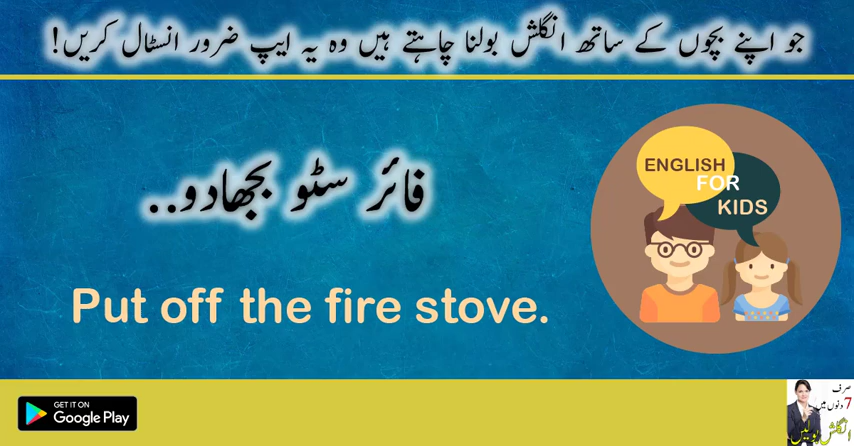 جو اپنے بچوں کے ساتھ انگلش بولنا چاہتے ہیں وہ یہ ایپ ضرور انسٹال کریں!
فائر سٹو بجھادو..
Put off the fire stove.
ENGLISH
FOR
KIDS
GET IT ON
Google Play
صرف
7 دنوں میں
انگلش بولیں